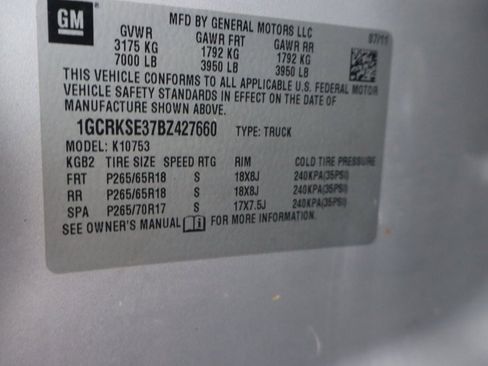 GM
MFD BY GENERAL MOTORS LLC
07/11
GVWR GAWR FRT GAWR RR
3175 KG 1792 KG 1792 KG
7000 LB 3950 LB 3950 LB
THIS VEHICLE CONFORMS TO ALL APPLICABLE U.S. FEDERAL MOTOR
VEHICLE SAFETY STANDARDS IN EFFECT ON THE DATE OF
MANUFACTURE SHOWN ABOVE.
1GCRKSE37BZ427660 TYPE: TRUCK
MODEL: K10753
KGB2 TIRE SIZE SPEED RTG RIM COLD TIRE PRESSURE
FRT P265/65R18 S 18X8J 240KPA(35PSI)
RR P265/65R18 S 18X8J 240KPA(35PSI)
SPA P265/70R17 S 17X7.5J 240KPA(35PSI)
SEE OWNER'S MANUAL FOR MORE INFORMATION.